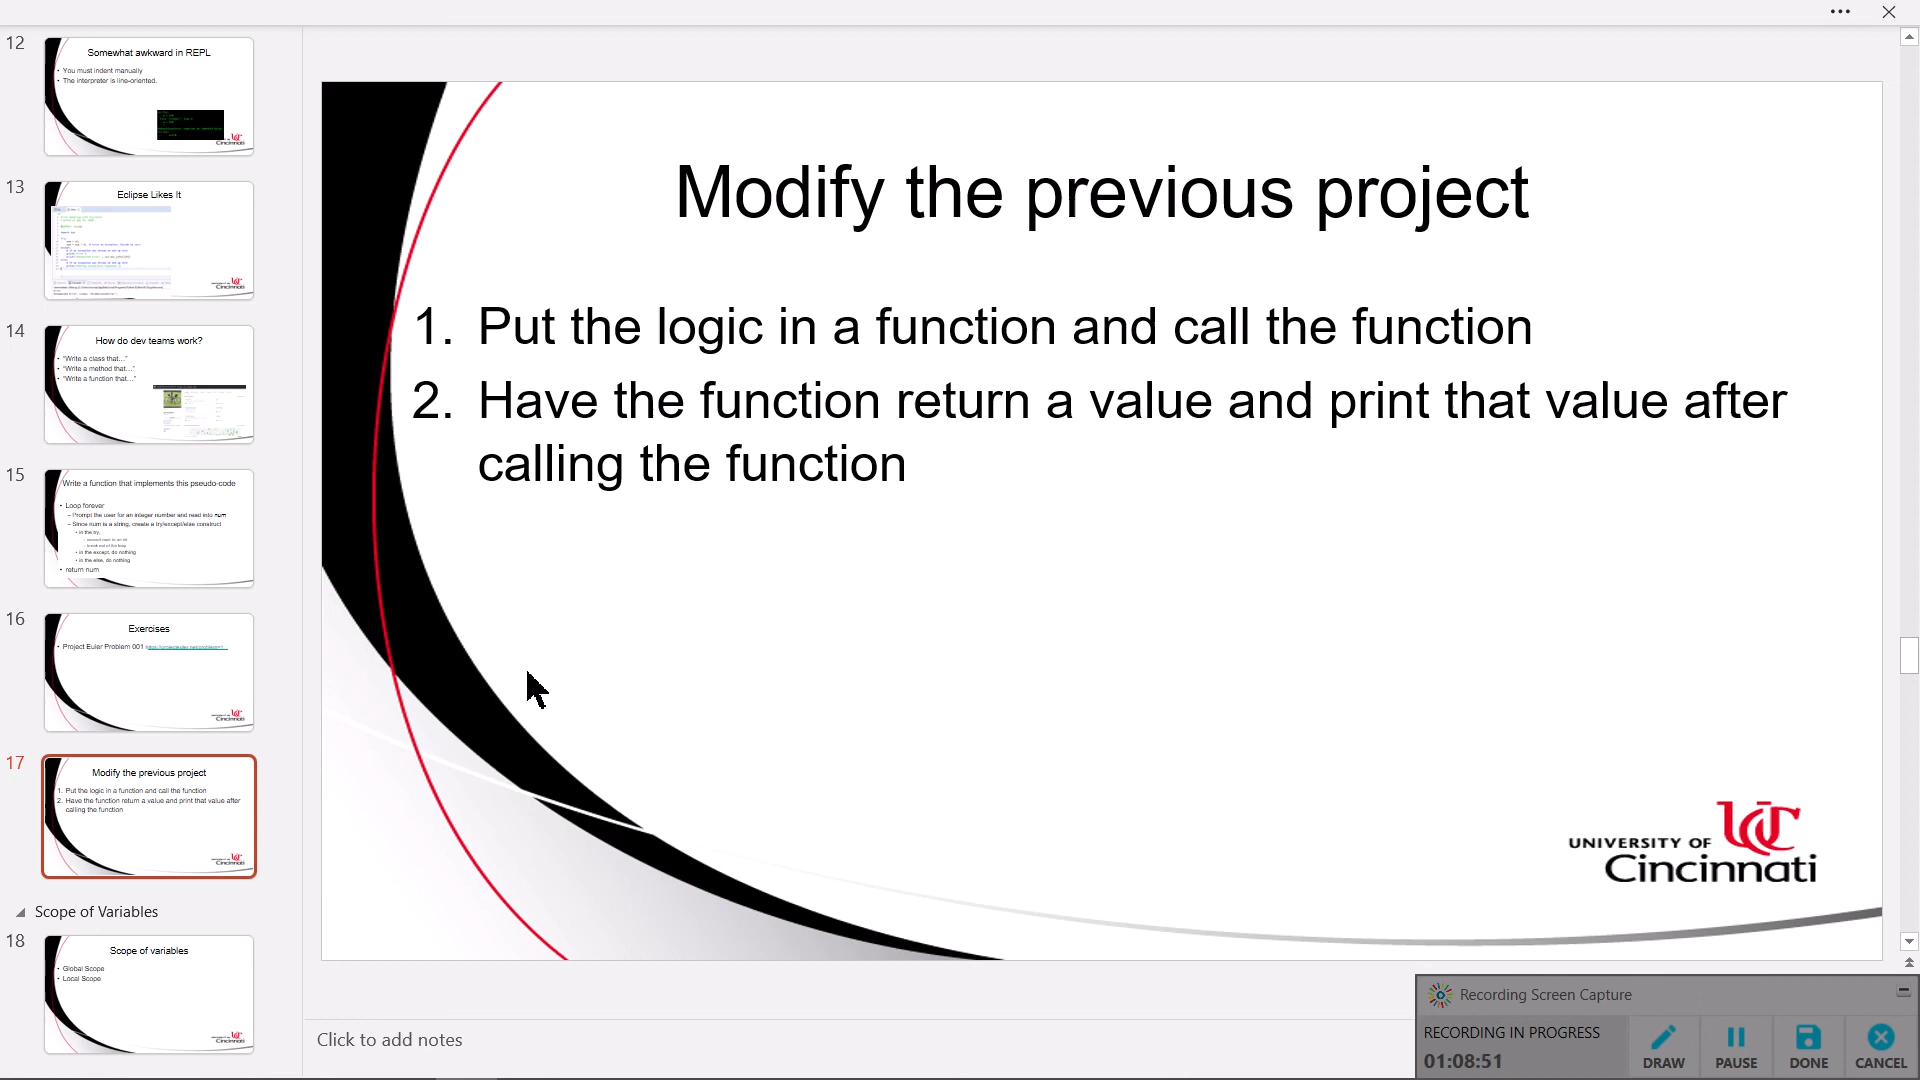 12
Somewhat awkward in REPL
• You must indent manually
• The interpreter is line-oriented.
13
Eclipse Likes It
14
How do dev teams work?
• "Write a class that…"
• "Write a method that…"
• "Write a function that…"
15
Write a function that implements this pseudo-code
• Loop forever
– Prompt the user for an integer number and read into num
– Since num is a string, create a try/except/else construct
• in the try,
• in the except, do nothing
• in the else, do nothing
• return num
16
Exercises
• Project Euler Problem 001
17
Modify the previous project
1. Put the logic in a function and call the function
2. Have the function return a value and print that value after
calling the function
Scope of Variables
18
Scope of variables
• Global Scope
• Local Scope
Modify the previous project
1. Put the logic in a function and call the function
2. Have the function return a value and print that value after
calling the function
UNIVERSITY OF
Cincinnati
Click to add notes
Recording Screen Capture
RECORDING IN PROGRESS
01:08:51
DRAW
PAUSE
DONE
CANCEL